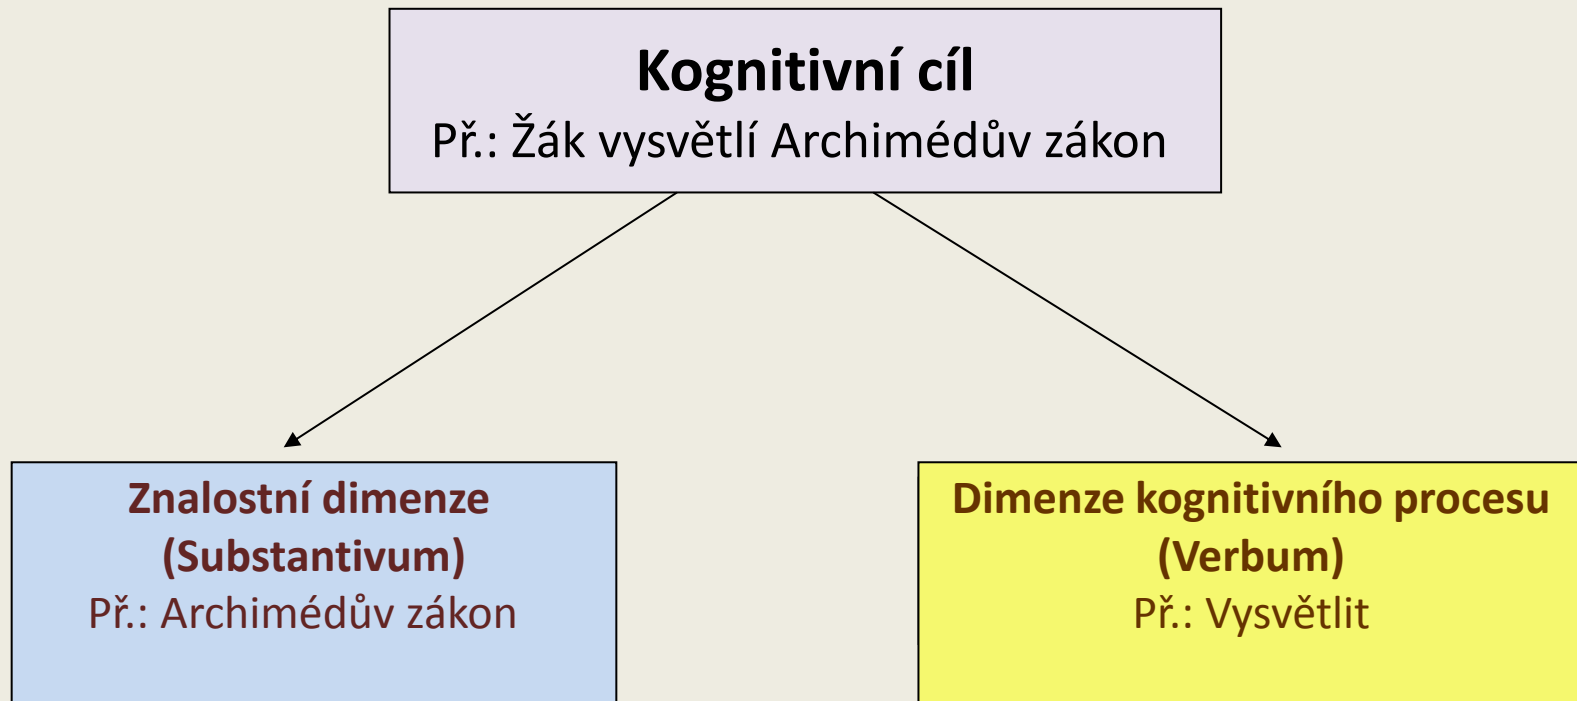 Kognitivní cíl
Př.: Žák vysvětlí Archimédův zákon
Znalostní dimenze
(Substantivum)
Př.: Archimédův zákon
Dimenze kognitivního procesu
(Verbum)
Př.: Vysvětlit